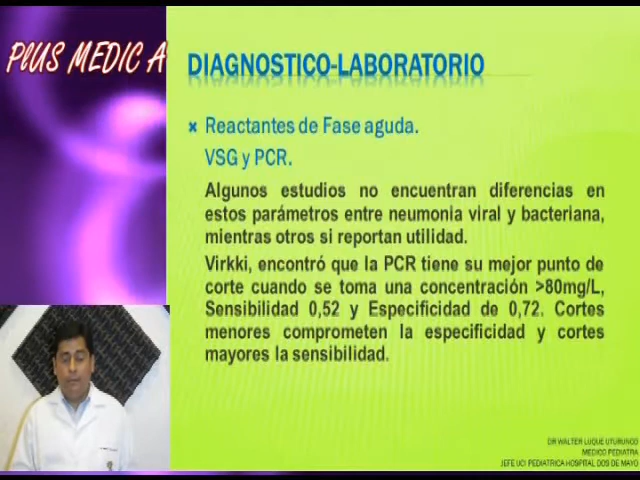 PlUS MEDIC A
DIAGNOSTICO-LABORATORIO
Reactantes de Fase aguda.
VSG y PCR.
Algunos estudios no encuentran diferencias en
estos parámetros entre neumonia viral y bacteriana,
mientras otros si reportan utilidad.
Virkki, encontró que la PCR tiene su mejor punto de
corte cuando se toma una concentración >80mg/L,
Sensibilidad 0,52 y Especificidad de 0,72. Cortes
menores comprometen la especificidad y cortes
mayores la sensibilidad.
DR WALTER LUQUE UTURUNCO
MEDICO PEDIATRA
JEFE UCI PEDIATRICA HOSPITAL DOS DE MAYO